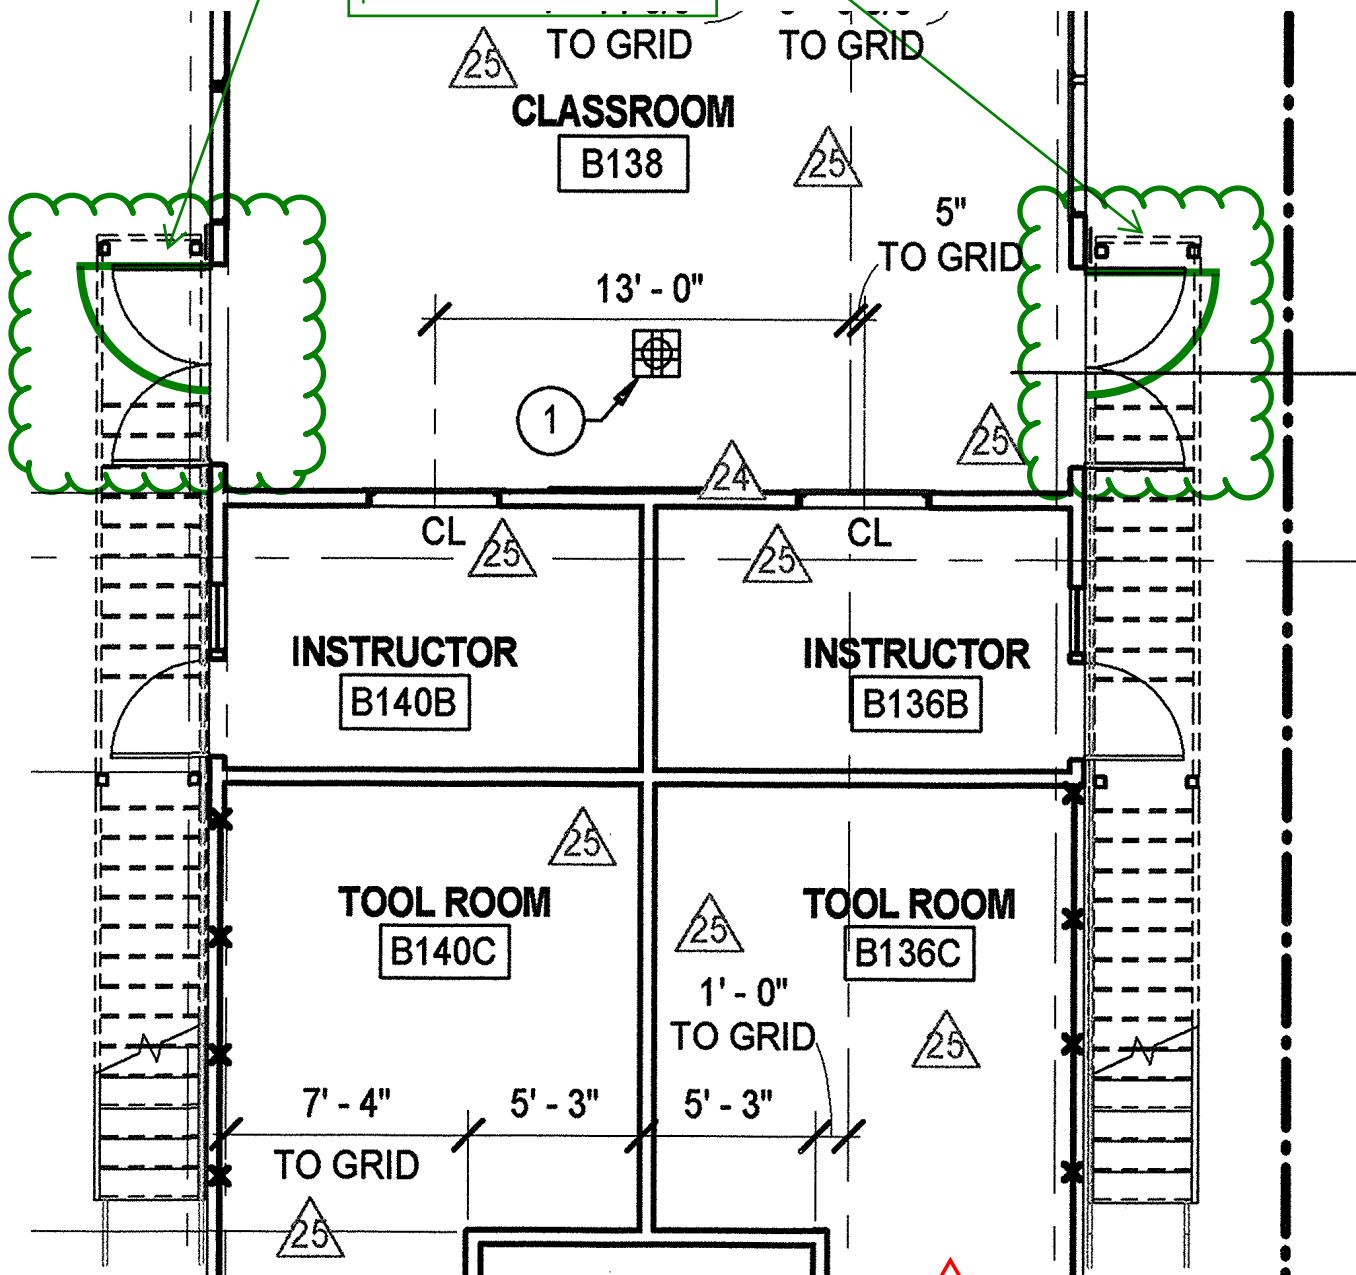 TO GRID
TO GRID
25
CLASSROOM
B138
25
5"
TO GRID
13' - 0"
1
25
24
CL
25
25
CL
INSTRUCTOR
B140B
INSTRUCTOR
B136B
25
TOOL ROOM
B140C
TOOL ROOM
B136C
25
1' - 0"
TO GRID
25
7' - 4"
5' - 3"
5' - 3"
TO GRID
25